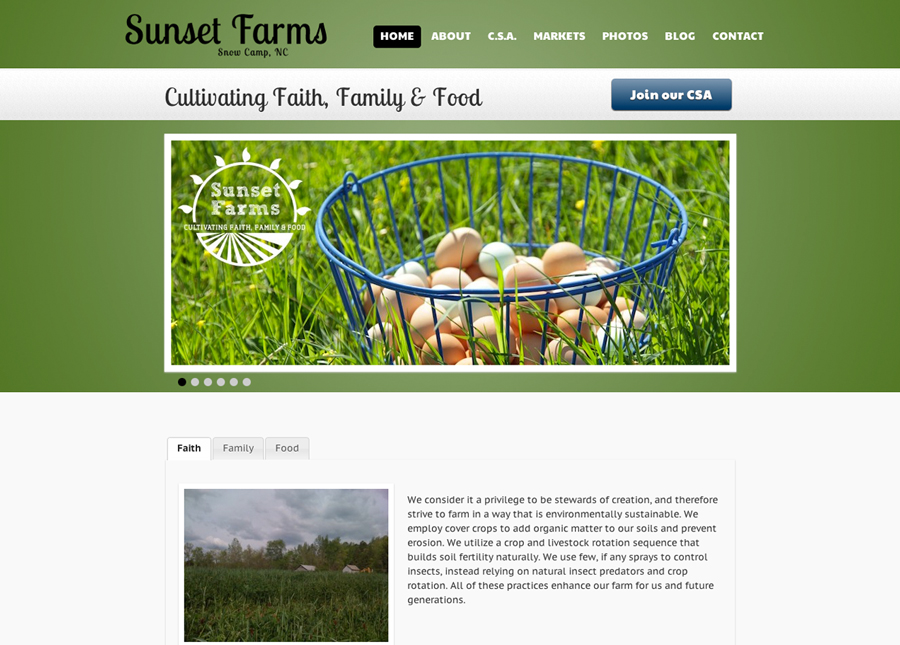 Sunset Farms
Snow Camp, NC
HOME ABOUT C.S.A. MARKETS PHOTOS BLOG CONTACT
Cultivating Faith, Family & Food
Join our CSA
Sunset
Farms
CULTIVATING FAITH, FAMILY & FOOD
Faith Family Food
We consider it a privilege to be stewards of creation, and therefore
strive to farm in a way that is environmentally sustainable. We
employ cover crops to add organic matter to our soils and prevent
erosion. We utilize a crop and livestock rotation sequence that
builds soil fertility naturally. We use few, if any sprays to control
insects, instead relying on natural insect predators and crop
rotation. All of these practices enhance our farm for us and future
generations.